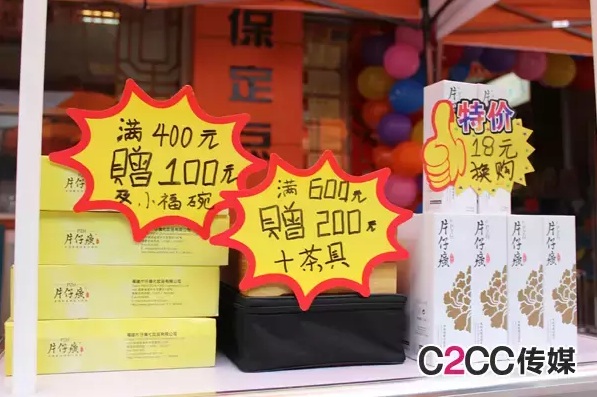 保定
满400元
赠100元
及小福碗
满600元
赠200元
+茶具
特价
18元
换购
片仔癀
片仔癀
片仔癀
片仔癀
片仔癀
片仔癀
C2CC传媒